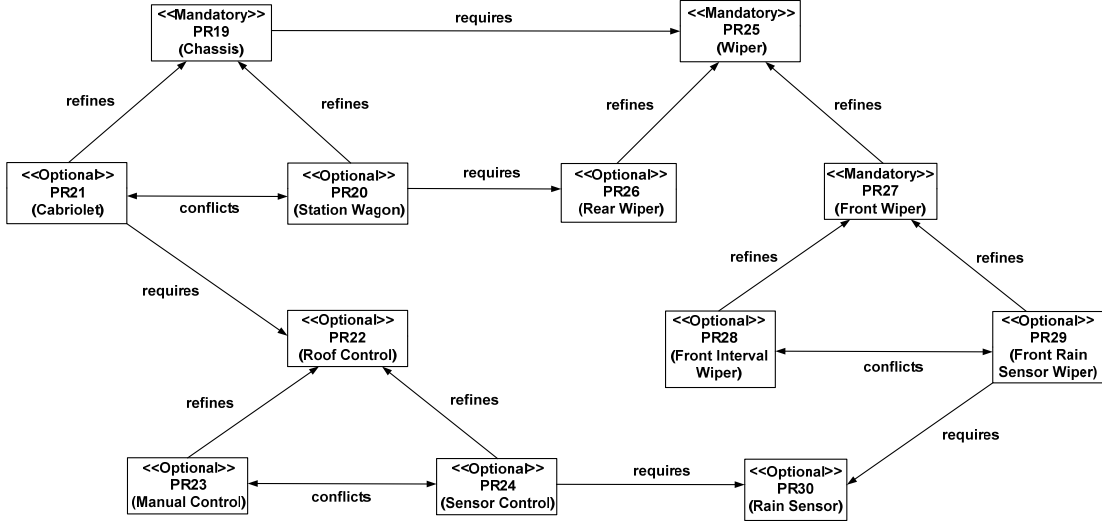 <<Mandatory>>
PR19
(Chassis)
requires
<<Mandatory>>
PR25
(Wiper)
refines
refines
refines
refines
<<Optional>>
PR21
(Cabriolet)
conflicts
<<Optional>>
PR20
(Station Wagon)
requires
<<Optional>>
PR26
(Rear Wiper)
<<Mandatory>>
PR27
(Front Wiper)
requires
refines
refines
<<Optional>>
PR22
(Roof Control)
<<Optional>>
PR28
(Front Interval
Wiper)
conflicts
<<Optional>>
PR29
(Front Rain
Sensor Wiper)
refines
refines
requires
<<Optional>>
PR23
(Manual Control)
conflicts
<<Optional>>
PR24
(Sensor Control)
requires
<<Optional>>
PR30
(Rain Sensor)